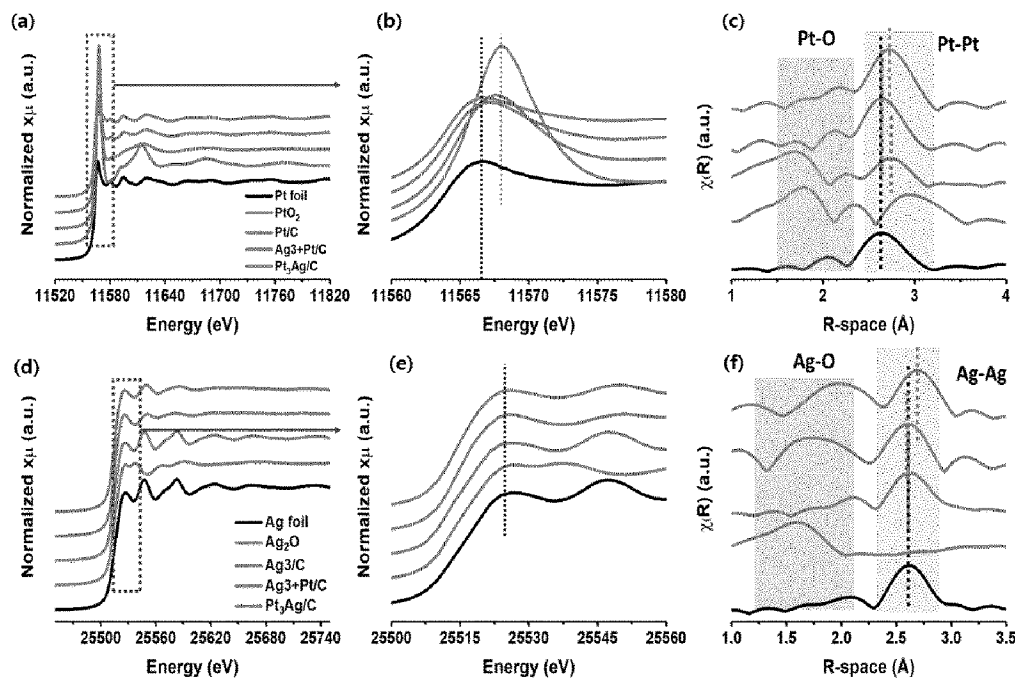 (a)
Normalized xμ (a.u.)
Pt foil
PtO₂
Pt/C
Ag3+Pt/C
Pt₃Ag/C
11520 11580 11640 11700 11760 11820
Energy (eV)
(b)
Normalized xμ (a.u.)
11560 11565 11570 11575 11580
Energy (eV)
(c)
Pt-O
Pt-Pt
χ(R) (a.u.)
1 2 3 4
R-space (Å)
(d)
Normalized xμ (a.u.)
Ag foil
Ag₂O
Ag3/C
Ag3+Pt/C
Pt₃Ag/C
25500 25560 25620 25680 25740
Energy (eV)
(e)
Normalized xμ (a.u.)
25500 25515 25530 25545 25560
Energy (eV)
(f)
Ag-O
Ag-Ag
χ(R) (a.u.)
1.0 1.5 2.0 2.5 3.0 3.5
R-space (Å)